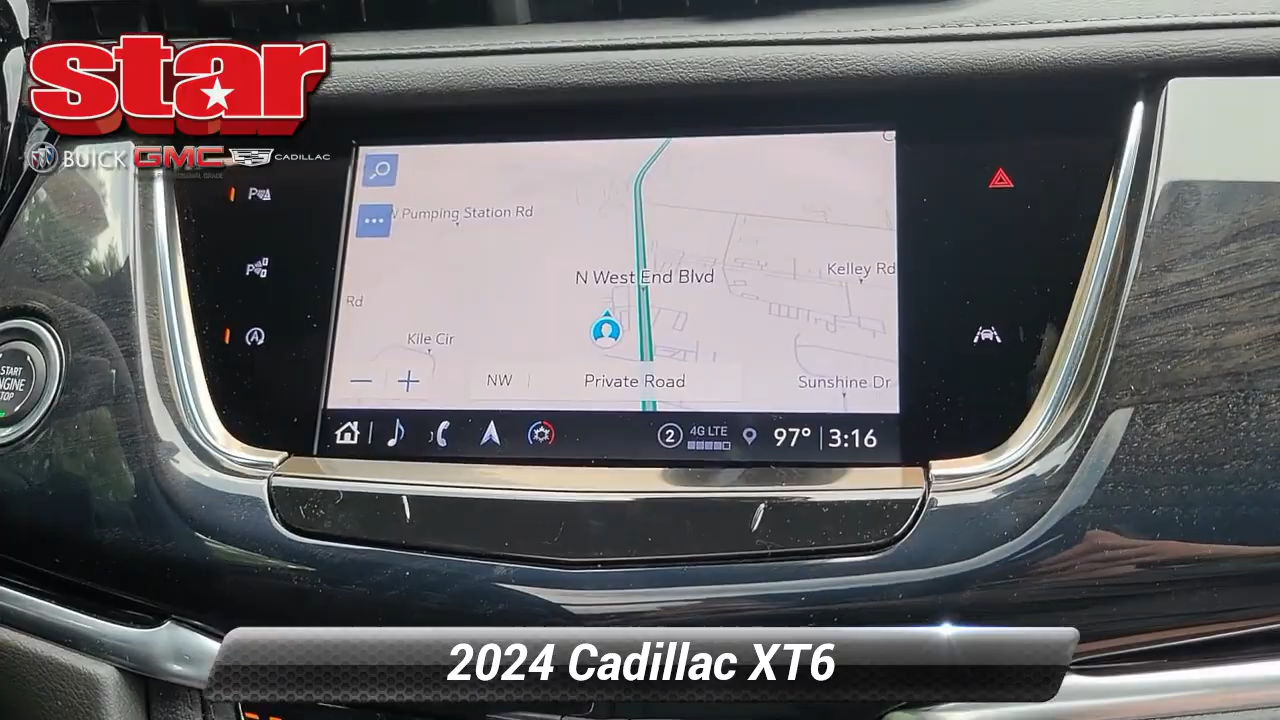 star
BUICK GMC CADILLAC
W Pumping Station Rd
N West End Blvd
Kelley Rd
Rd
Kile Cir
NW
Private Road
Sunshine Dr
START
ENGINE
STOP
2
4G LTE
97°
3:16
2024 Cadillac XT6